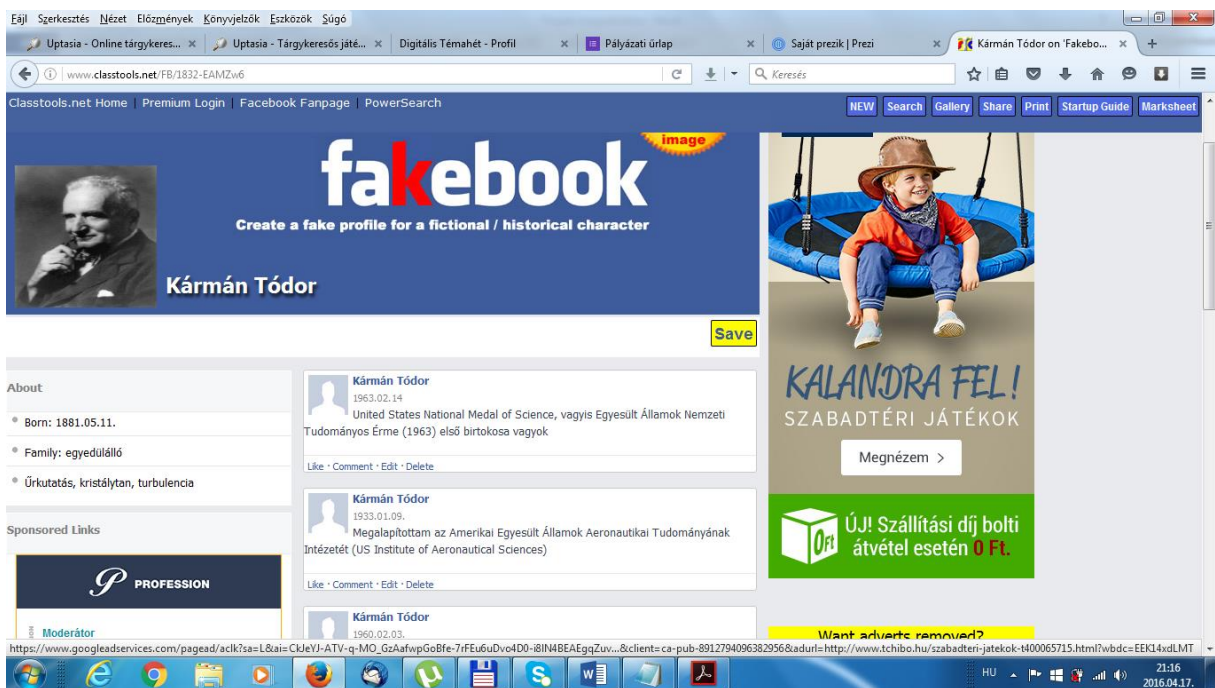 Fájl Szerkesztés Nézet Előzmények Könyvjelzők Eszközök Súgó
Uptasia - Online tárgykeres... Uptasia - Tárgykeresős játé... Digitális Témahét - Profil Pályázati űrlap Saját prezik | Prezi Kármán Tódor on 'Fakebo...
www.classtools.net/FB/1832-EAMZw6 Keresés
Classtools.net Home | Premium Login | Facebook Fanpage | PowerSearch NEW Search Gallery Share Print Startup Guide Marksheet
image
fakebook
Create a fake profile for a fictional / historical character
Kármán Tódor
Save
About
Born: 1881.05.11.
Family: egyedülálló
Űrkutatás, kristálytan, turbulencia
Sponsored Links
PROFESSION
Moderátor
Kármán Tódor
1963.02.14
United States National Medal of Science, vagyis Egyesült Államok Nemzeti
Tudományos Érme (1963) első birtokosa vagyok
Like · Comment · Edit · Delete
Kármán Tódor
1933.01.09.
Megalapítottam az Amerikai Egyesült Államok Aeronautikai Tudományának
Intézetét (US Institute of Aeronautical Sciences)
Like · Comment · Edit · Delete
Kármán Tódor
1960.02.03.
KALANDRA FEL!
SZABADTÉRI JÁTÉKOK
Megnézem >
0Ft
ÚJ! Szállítási díj bolti
átvétel esetén 0 Ft.
Want adverts removed?
HU
21:16
2016.04.17.